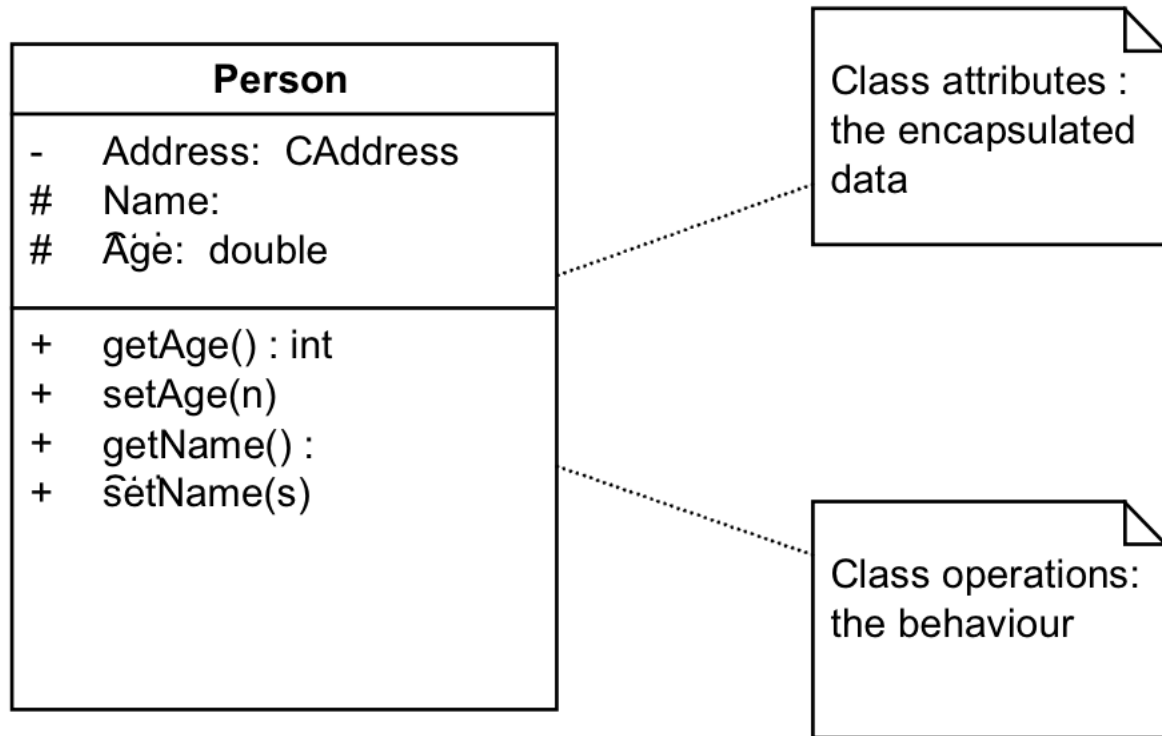 Person
- Address: CAddress
# Name:
# Age: double
+ getAge() : int
+ setAge(n)
+ getName() :
+ setName(s)
Class attributes :
the encapsulated
data
Class operations:
the behaviour